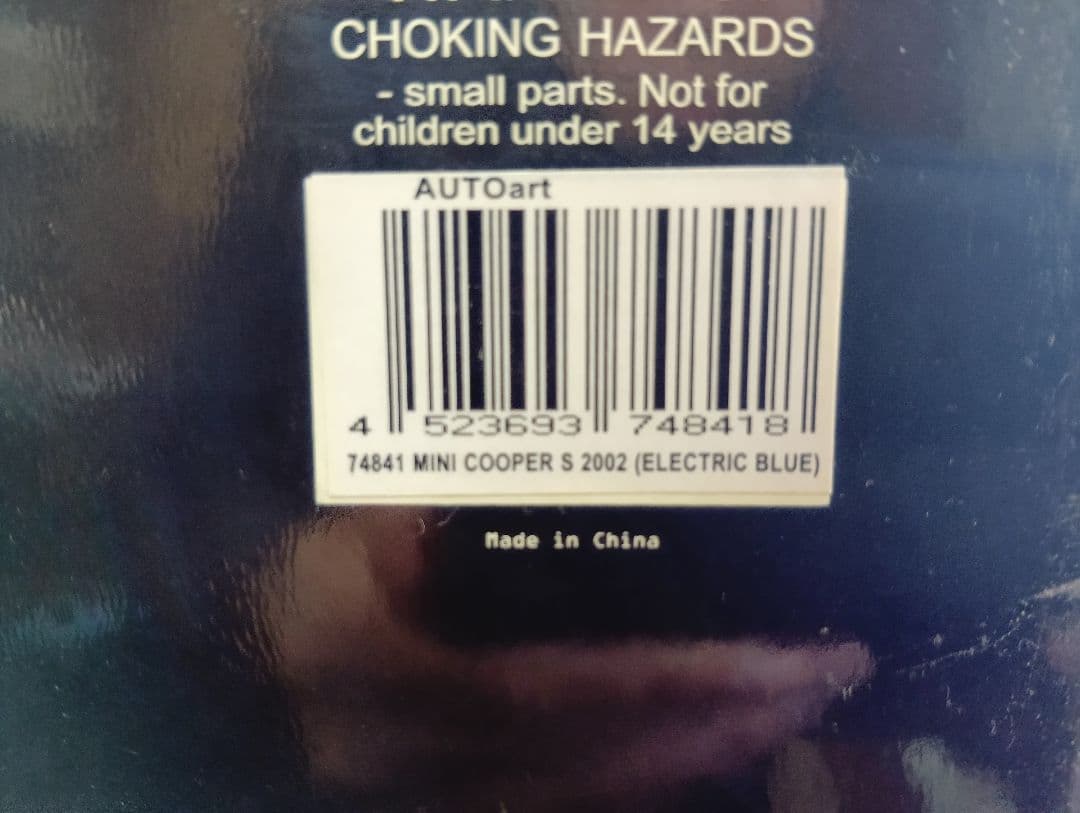 CHOKING HAZARDS
- small parts. Not for
children under 14 years
AUTOart
4 523693 748418
74841 MINI COOPER S 2002 (ELECTRIC BLUE)
Made in China